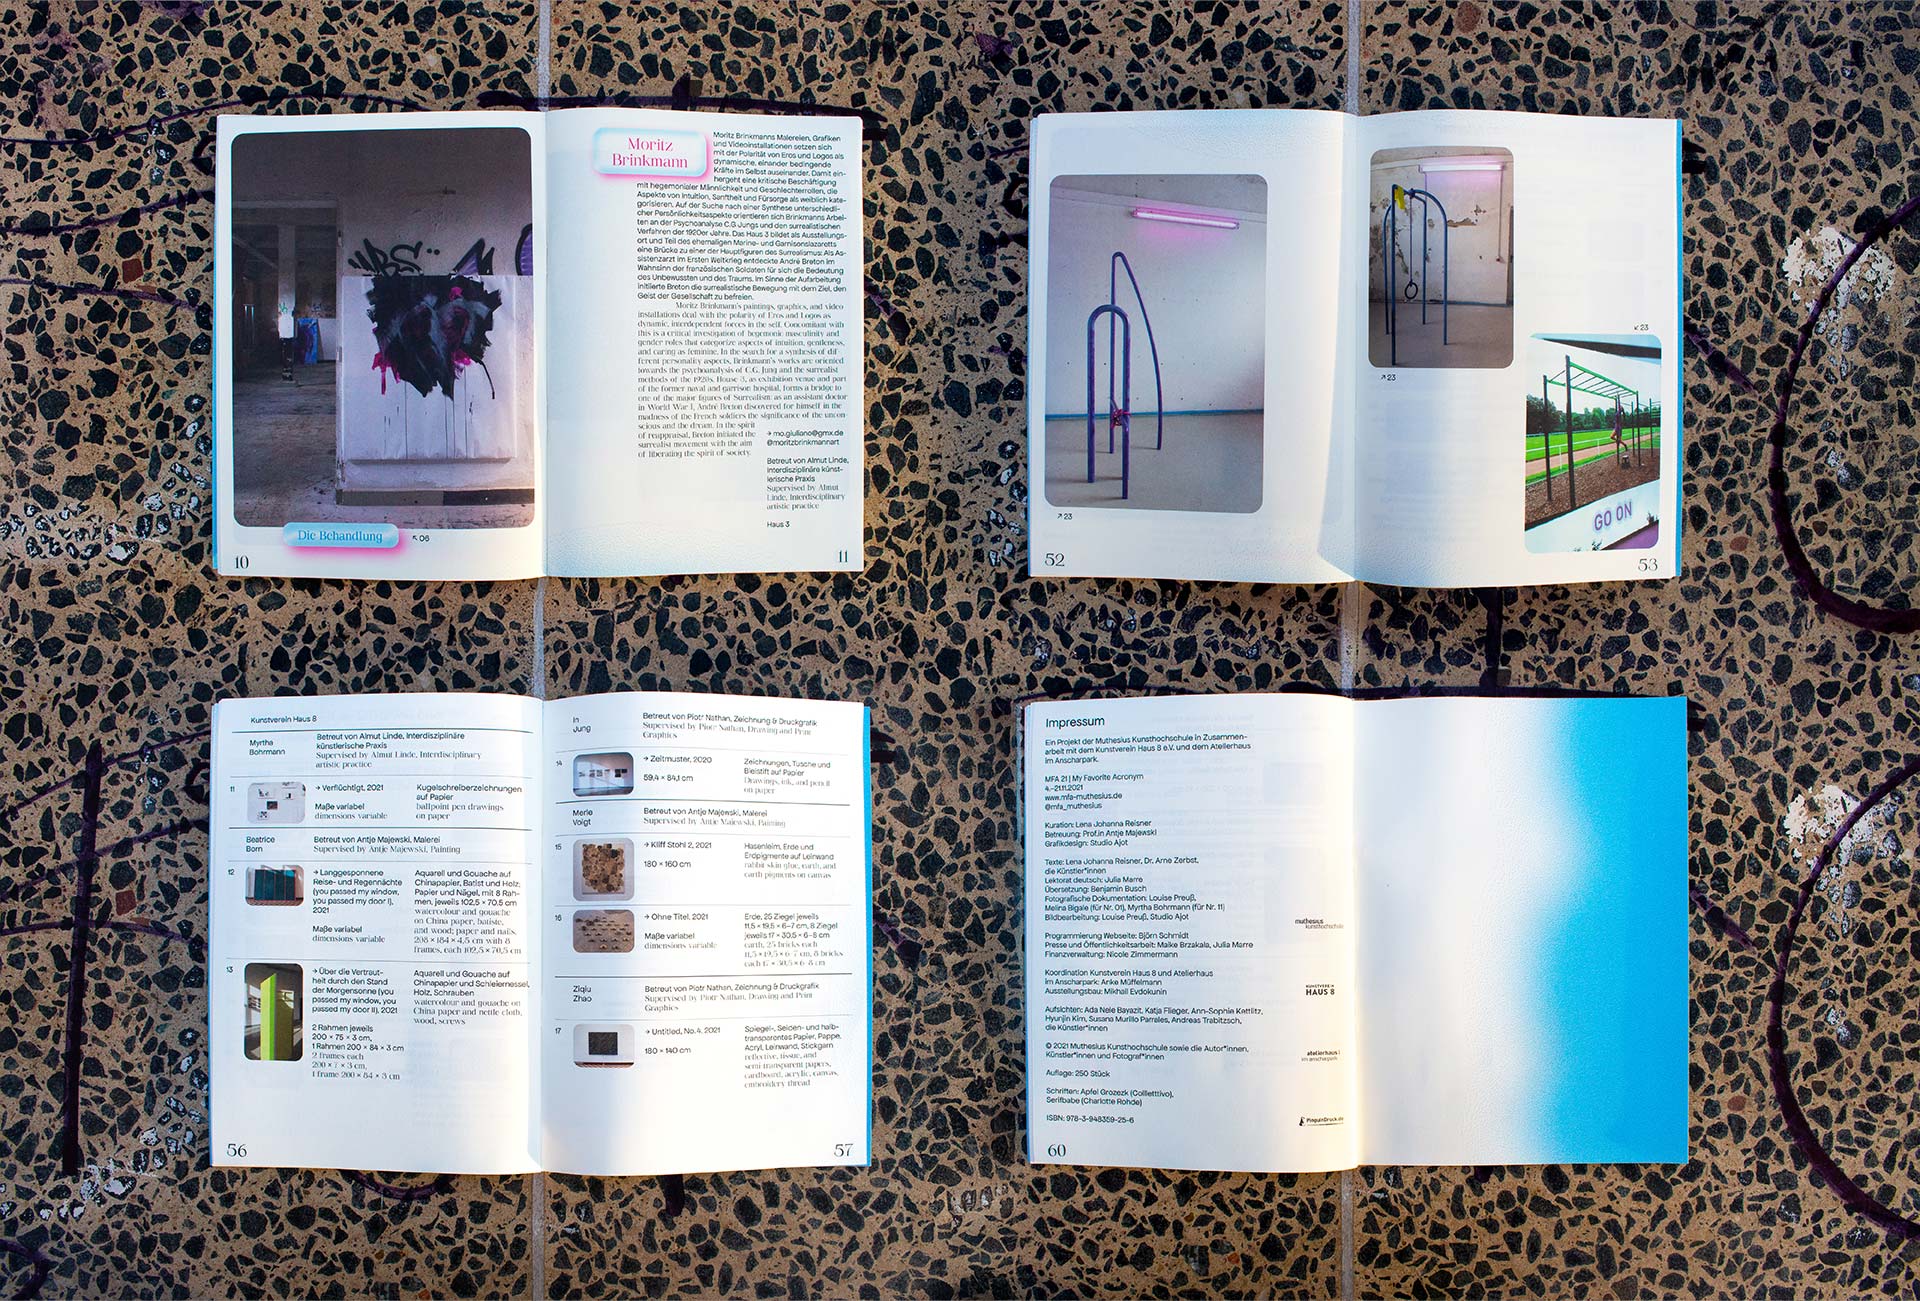 Die Behandlung
↖ 06
10
Moritz
Brinkmann
Moritz Brinkmanns Malereien, Grafiken
und Videoinstallationen setzen sich
mit der Polarität von Eros und Logos als
dynamische, einander bedingende
Kräfte im Selbst auseinander. Damit ein-
hergeht eine kritische Beschäftigung
mit hegemonialer Männlichkeit und Geschlechterrollen, die
Aspekte von Intuition, Sanftheit und Fürsorge als weiblich kate-
gorisieren. Auf der Suche nach einer Synthese unterschiedli-
cher Persönlichkeitsaspekte orientieren sich Brinkmanns Arbei-
ten an der Psychoanalyse C.G Jungs und den surrealistischen
Verfahren der 1920er Jahre. Das Haus 3 bildet als Ausstellungs-
ort und Teil des ehemaligen Marine- und Garnisonslazaretts
eine Brücke zu einer der Hauptfiguren des Surrealismus: Als As-
sistenzarzt im Ersten Weltkrieg entdeckte André Breton im
Wahnsinn der französischen Soldaten für sich die Bedeutung
des Unbewussten und des Traums. Im Sinne der Aufarbeitung
initiierte Breton die surrealistische Bewegung mit dem Ziel, den
Geist der Gesellschaft zu befreien.
Moritz Brinkmann's paintings, graphics, and video
installations deal with the polarity of Eros and Logos as
dynamic, interdependent forces in the self. Concomitant with
this is a critical investigation of hegemonic masculinity and
gender roles that categorize aspects of intuition, gentleness,
and caring as feminine. In the search for a synthesis of dif-
ferent personality aspects, Brinkmann's works are oriented
towards the psychoanalysis of C.G. Jung and the surrealist
methods of the 1920s. House 3, as exhibition venue and part
of the former naval and garrison hospital, forms a bridge to
one of the major figures of Surrealism: as an assistant doctor
in World War I, André Breton discovered for himself in the
madness of the French soldiers the significance of the uncon
scious and the dream. In the spirit
of reappraisal, Breton initiated the
surrealist movement with the aim
of liberating the spirit of society.
→ mo.giuliano@gmx.de
@moritzbrinkmannart
Betreut von Almut Linde,
Interdisziplinäre künst-
lerische Praxis
Supervised by Almut
Linde, Interdisciplinary
artistic practice
Haus 3
11
↗ 23
52
↗ 23
↙ 23
GO ON
53
Kunstverein Haus 8
Myrtha
Bohrmann
Betreut von Almut Linde, Interdisziplinäre
künstlerische Praxis
Supervised by Almut Linde, Interdisciplinary
artistic practice
11
→ Verflüchtigt, 2021
Maße variabel
dimensions variable
Kugelschreiberzeichnungen
auf Papier
ballpoint pen drawings
on paper
Beatrice
Born
Betreut von Antje Majewski, Malerei
Supervised by Antje Majewski, Painting
12
→ Langgesponnene
Reise- und Regennächte
(you passed my window,
you passed my door I),
2021
Maße variabel
dimensions variable
Aquarell und Gouache auf
Chinapapier, Batist und Holz;
Papier und Nägel, mit 8 Rah-
men, jeweils 102,5 × 70,5 cm
watercolour and gouache
on China paper, batiste,
and wood; paper and nails,
208 × 184 × 4,5 cm with 8
frames, each 102,5 × 70,5 cm
13
→ Über die Vertraut-
heit durch den Stand
der Morgensonne (you
passed my window, you
passed my door II), 2021
2 Rahmen jeweils
200 × 75 × 3 cm,
1 Rahmen 200 × 84 × 3 cm
2 frames each
200 × 7 × 3 cm,
1 frame 200 × 84 × 3 cm
Aquarell und Gouache auf
Chinapapier und Schleiernessel,
Holz, Schrauben
watercolour and gouache on
China paper and nettle cloth,
wood, screws
56
In
Jung
Betreut von Piotr Nathan, Zeichnung & Druckgrafik
Supervised by Piotr Nathan, Drawing and Print
Graphics
14
→ Zeitmuster, 2020
59,4 × 84,1 cm
Zeichnungen, Tusche und
Bleistift auf Papier
Drawings, ink, and pencil
on paper
Merle
Voigt
Betreut von Antje Majewski, Malerei
Supervised by Antje Majewski, Painting
15
→ Kliff Stohl 2, 2021
180 × 160 cm
Hasenleim, Erde und
Erdpigmente auf Leinwand
rabbit skin glue, earth, and
earth pigments on canvas
16
→ Ohne Titel, 2021
Maße variabel
dimensions variable
Erde, 25 Ziegel jeweils
11,5 × 19,5 × 6–7 cm, 8 Ziegel
jeweils 17 × 30,5 × 6–8 cm
earth, 25 bricks each
11,5 × 19,5 × 6–7 cm, 8 bricks
each 17 × 30,5 × 6–8 cm
Ziqiu
Zhao
Betreut von Piotr Nathan, Zeichnung & Druckgrafik
Supervised by Piotr Nathan, Drawing and Print
Graphics
17
→ Untitled, No.4, 2021
180 × 140 cm
Spiegel-, Seiden- und halb-
transparentes Papier, Pappe,
Acryl, Leinwand, Stickgarn
reflective, tissue, and
semi-transparent papers,
cardboard, acrylic, canvas,
embroidery thread
57
Impressum
Ein Projekt der Muthesius Kunsthochschule in Zusammen-
arbeit mit dem Kunstverein Haus 8 e.V. und dem Atelierhaus
im Anscharpark.
MFA 21 | My Favorite Acronym
4.–21.11.2021
www.mfa-muthesius.de
@mfa_muthesius
Kuration: Lena Johanna Reisner
Betreuung: Prof.in Antje Majewski
Grafikdesign: Studio Ajot
Texte: Lena Johanna Reisner, Dr. Arne Zerbst,
die Künstler*innen
Lektorat deutsch: Julia Marre
Übersetzung: Benjamin Busch
Fotografische Dokumentation: Louise Preuß,
Melina Bigale (für Nr. 01), Myrtha Bohrmann (für Nr. 11)
Bildbearbeitung: Louise Preuß, Studio Ajot
Programmierung Webseite: Björn Schmidt
Presse und Öffentlichkeitsarbeit: Maike Brzakala, Julia Marre
Finanzverwaltung: Nicole Zimmermann
Koordination Kunstverein Haus 8 und Atelierhaus
im Anscharpark: Anke Müffelmann
Ausstellungsbau: Mikhail Evdokunin
Aufsichten: Ada Nele Bayazit, Katja Flieger, Ann-Sophie Kettlitz,
Hyunjin Kim, Susana Murillo Parreles, Andreas Trabitzsch,
die Künstler*innen
© 2021 Muthesius Kunsthochschule sowie die Autor*innen,
Künstler*innen und Fotograf*innen
Auflage: 250 Stück
Schriften: Apfel Grozezk (Collletttivo),
Serifbabe (Charlotte Rohde)
ISBN: 978-3-948359-25-6
muthesius
kunsthochschule
KUNSTVEREIN
HAUS 8
atelierhaus |
im anscharpark
PinguinDruck.de
60